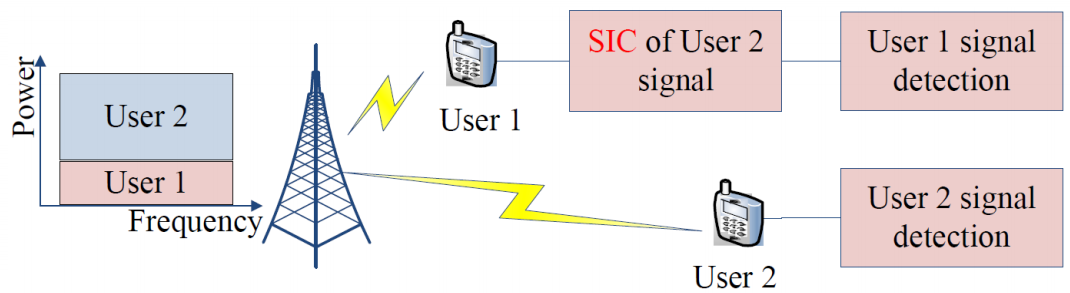 Power
User 2
User 1
Frequency
User 1
SIC of User 2
signal
User 1 signal
detection
User 2
User 2 signal
detection